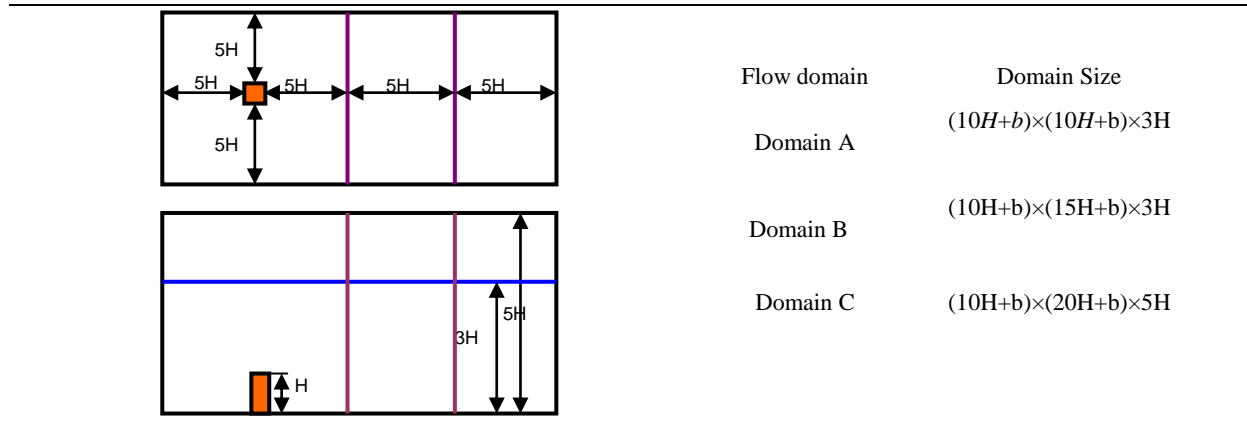 5H
5H 5H 5H 5H
5H
5H
3H
H
Flow domain Domain Size
Domain A (10H+b)×(10H+b)×3H
Domain B (10H+b)×(15H+b)×3H
Domain C (10H+b)×(20H+b)×5H